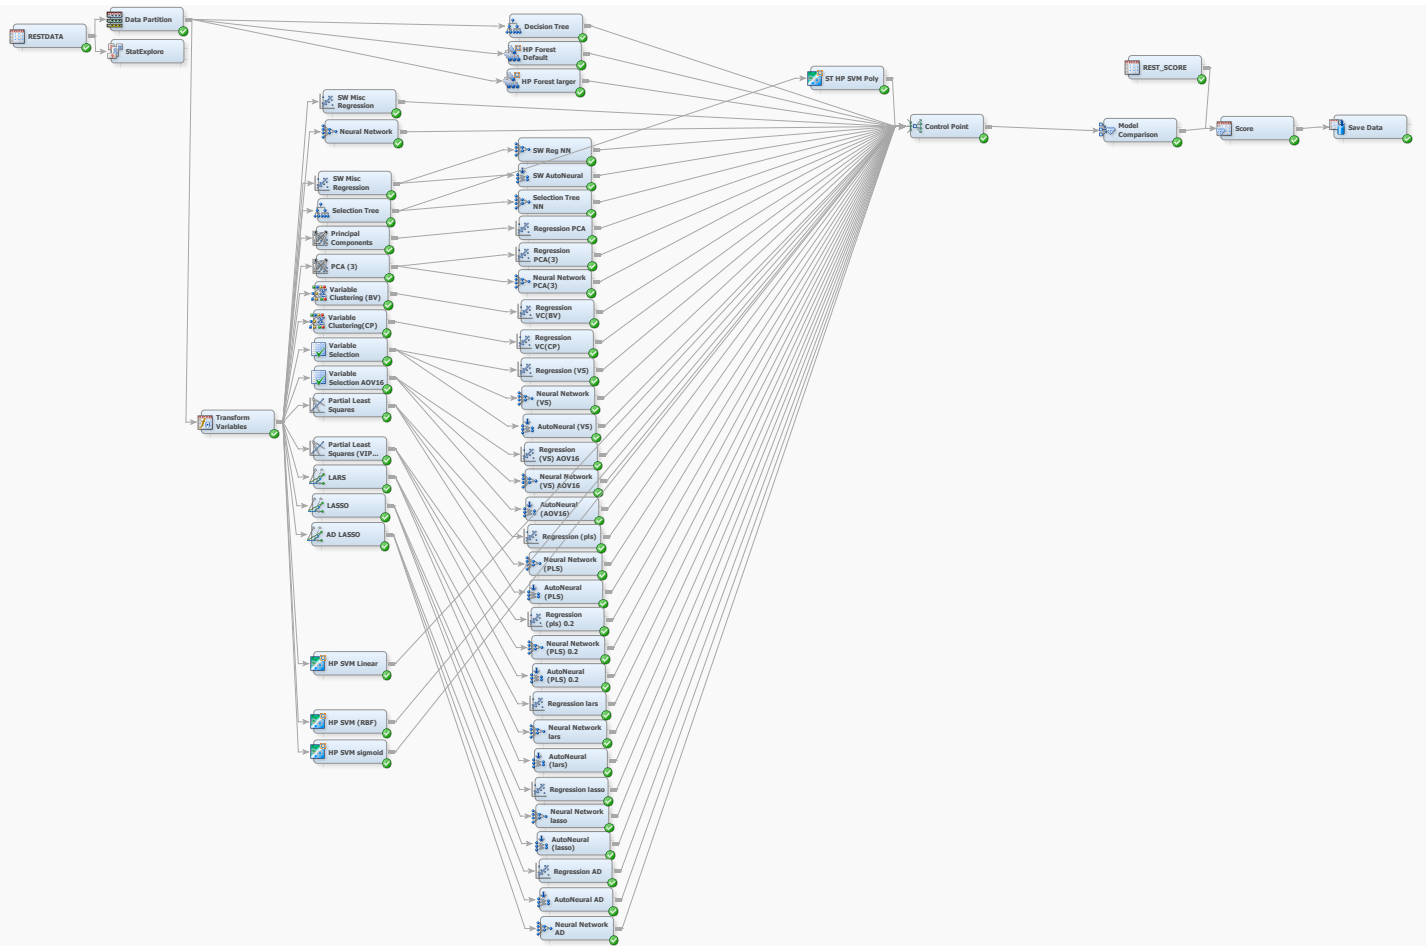 RESTDATA
Data Partition
StatExplore
Decision Tree
HP Forest
Default
HP Forest larger
ST HP SVM Poly
REST_SCORE
Control Point
Model
Comparison
Score
Save Data
SW Misc
Regression
Neural Network
SW Misc
Regression
Selection Tree
Principal
Components
PCA (3)
Variable
Clustering (BV)
Variable
Clustering(CP)
Variable
Selection
Variable
Selection AOV16
Partial Least
Squares
Transform
Variables
Partial Least
Squares (VIP...
LARS
LASSO
AD LASSO
HP SVM Linear
HP SVM (RBF)
HP SVM sigmoid
SW Reg NN
SW AutoNeural
Selection Tree
NN
Regression PCA
Regression
PCA(3)
Neural Network
PCA(3)
Regression
VC(BV)
Regression
VC(CP)
Regression (VS)
Neural Network
(VS)
AutoNeural (VS)
Regression
(VS) AOV16
Neural Network
(VS) AOV16
AutoNeural
(AOV16)
Regression (pls)
Neural Network
(PLS)
AutoNeural
(PLS)
Regression
(pls) 0.2
Neural Network
(PLS) 0.2
AutoNeural
(PLS) 0.2
Regression lars
Neural Network
lars
AutoNeural
(lars)
Regression lasso
Neural Network
lasso
AutoNeural
(lasso)
Regression AD
AutoNeural AD
Neural Network
AD